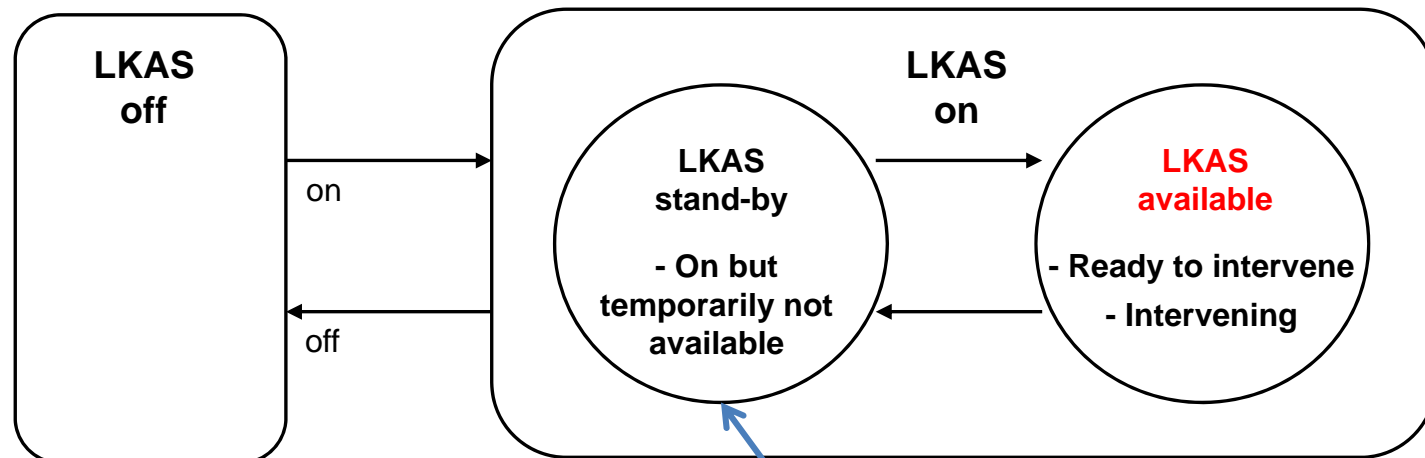 LKAS
off
on
off
LKAS
on
LKAS
stand-by
- On but
temporarily not
available
LKAS
available
- Ready to intervene
- Intervening